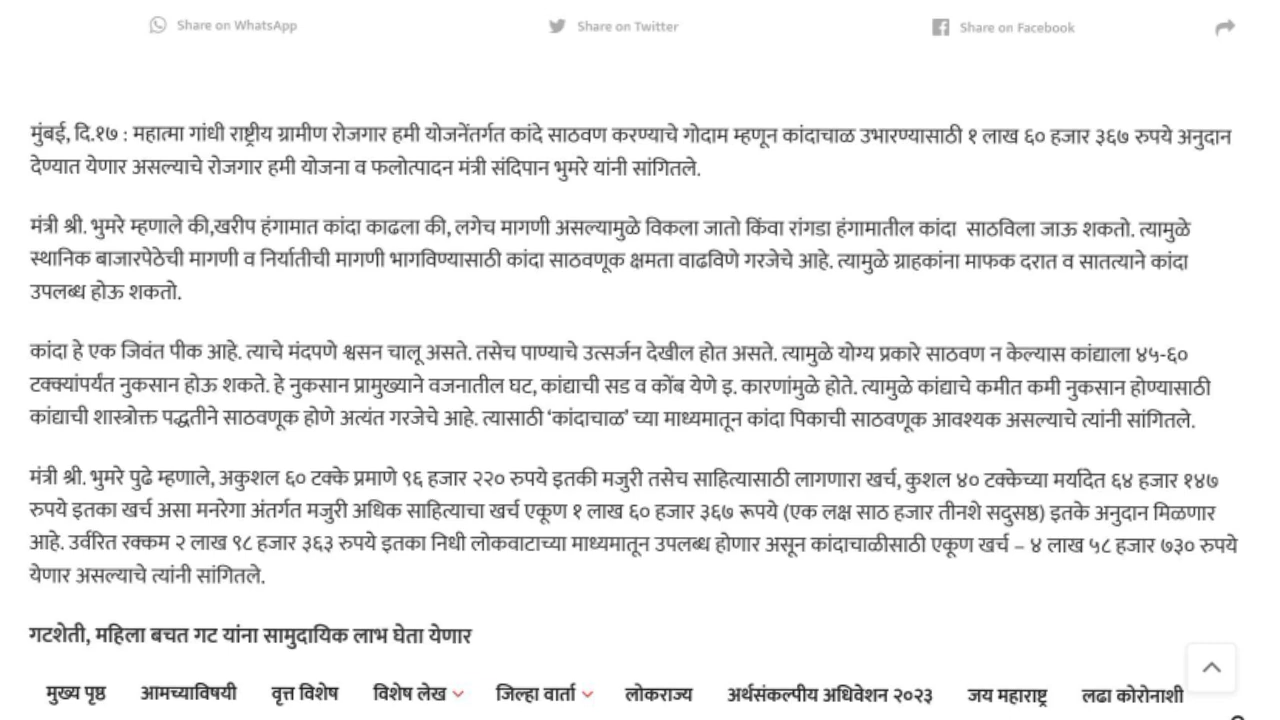 Share on WhatsApp Share on Twitter Share on Facebook
मुंबई, दि.१७ : महात्मा गांधी राष्ट्रीय ग्रामीण रोजगार हमी योजनेंतर्गत कांदे साठवण करण्याचे गोदाम म्हणून कांदाचाळ उभारण्यासाठी १ लाख ६० हजार ३६७ रुपये अनुदान
देण्यात येणार असल्याचे रोजगार हमी योजना व फलोत्पादन मंत्री संदिपान भुमरे यांनी सांगितले.
मंत्री श्री. भुमरे म्हणाले की,खरीप हंगामात कांदा काढला की, लगेच मागणी असल्यामुळे विकला जातो किंवा रांगडा हंगामातील कांदा  साठविला जाऊ शकतो. त्यामुळे
स्थानिक बाजारपेठेची मागणी व निर्यातीची मागणी भागविण्यासाठी कांदा साठवणूक क्षमता वाढविणे गरजेचे आहे. त्यामुळे ग्राहकांना माफक दरात व सातत्याने कांदा
उपलब्ध होऊ शकतो.
कांदा हे एक जिवंत पीक आहे. त्याचे मंदपणे श्वसन चालू असते. तसेच पाण्याचे उत्सर्जन देखील होत असते. त्यामुळे योग्य प्रकारे साठवण न केल्यास कांद्याला ४५-६०
टक्क्यांपर्यंत नुकसान होऊ शकते. हे नुकसान प्रामुख्याने वजनातील घट, कांद्याची सड व कोंब येणे इ. कारणांमुळे होते. त्यामुळे कांद्याचे कमीत कमी नुकसान होण्यासाठी
कांद्याची शास्त्रोक्त पद्धतीने साठवणूक होणे अत्यंत गरजेचे आहे. त्यासाठी ‘कांदाचाळ’ च्या माध्यमातून कांदा पिकाची साठवणूक आवश्यक असल्याचे त्यांनी सांगितले.
मंत्री श्री. भुमरे पुढे म्हणाले, अकुशल ६० टक्के प्रमाणे ९६ हजार २२० रुपये इतकी मजुरी तसेच साहित्यासाठी लागणारा खर्च, कुशल ४० टक्केच्या मर्यादेत ६४ हजार १४७
रुपये इतका खर्च असा मनरेगा अंतर्गत मजुरी अधिक साहित्याचा खर्च एकूण १ लाख ६० हजार ३६७ रूपये (एक लक्ष साठ हजार तीनशे सदुसष्ठ) इतके अनुदान मिळणार
आहे. उर्वरित रक्कम २ लाख ९८ हजार ३६३ रुपये इतका निधी लोकवाटाच्या माध्यमातून उपलब्ध होणार असून कांदाचाळीसाठी एकूण खर्च – ४ लाख ५८ हजार ७३० रुपये
येणार असल्याचे त्यांनी सांगितले.
गटशेती, महिला बचत गट यांना सामुदायिक लाभ घेता येणार
मुख्य पृष्ठ आमच्याविषयी वृत्त विशेष विशेष लेख जिल्हा वार्ता लोकराज्य अर्थसंकल्पीय अधिवेशन २०२३ जय महाराष्ट्र लढा कोरोनाशी